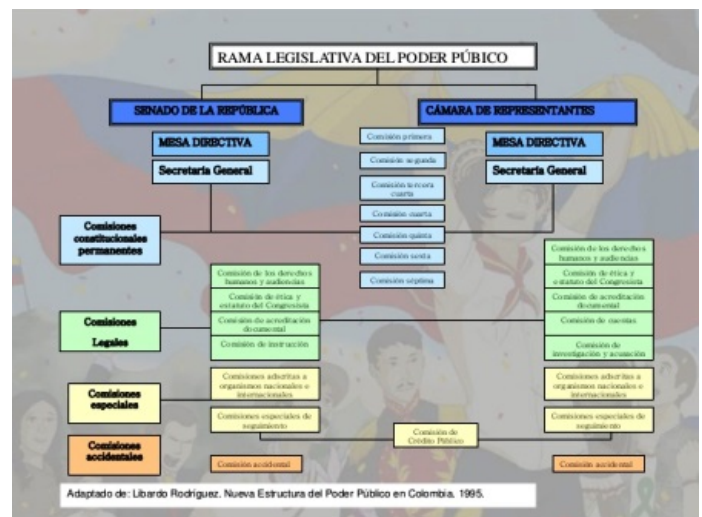 RAMA LEGISLATIVA DEL PODER PÚBICO
SENADO DE LA REPÚBLICA
CÁMARA DE REPRESENTANTES
MESA DIRECTIVA
Secretaría General
MESA DIRECTIVA
Secretaría General
Comisión primera
Comisión segunda
Comisión tercera
cuarta
Comisión cuarta
Comisión quinta
Comisión sexta
Comisión séptima
Comisiones
constitucionales
permanentes
Comisiones
Legales
Comisión de los derechos
humanos y audiencias
Comisión de ética y
estatuto del Congresista
Comisión de acreditación
documental
Comisión de instrucción
Comisión de los derechos
humanos y audiencias
Comisión de ética y
estatuto del Congresista
Comisión de acreditación
documental
Comisión de cuentas
Comisión de
investigación y acusación
Comisiones
especiales
Comisiones adscritas a
organismos nacionales e
internacionales
Comisiones especiales de
seguimiento
Comisión de
Crédito Público
Comisiones adscritas a
organismos nacionales e
internacionales
Comisiones especiales de
seguimiento
Comisiones
accidentales
Comisión accidental
Comisión accidental
Adaptado de: Libardo Rodríguez. Nueva Estructura del Poder Público en Colombia. 1995.